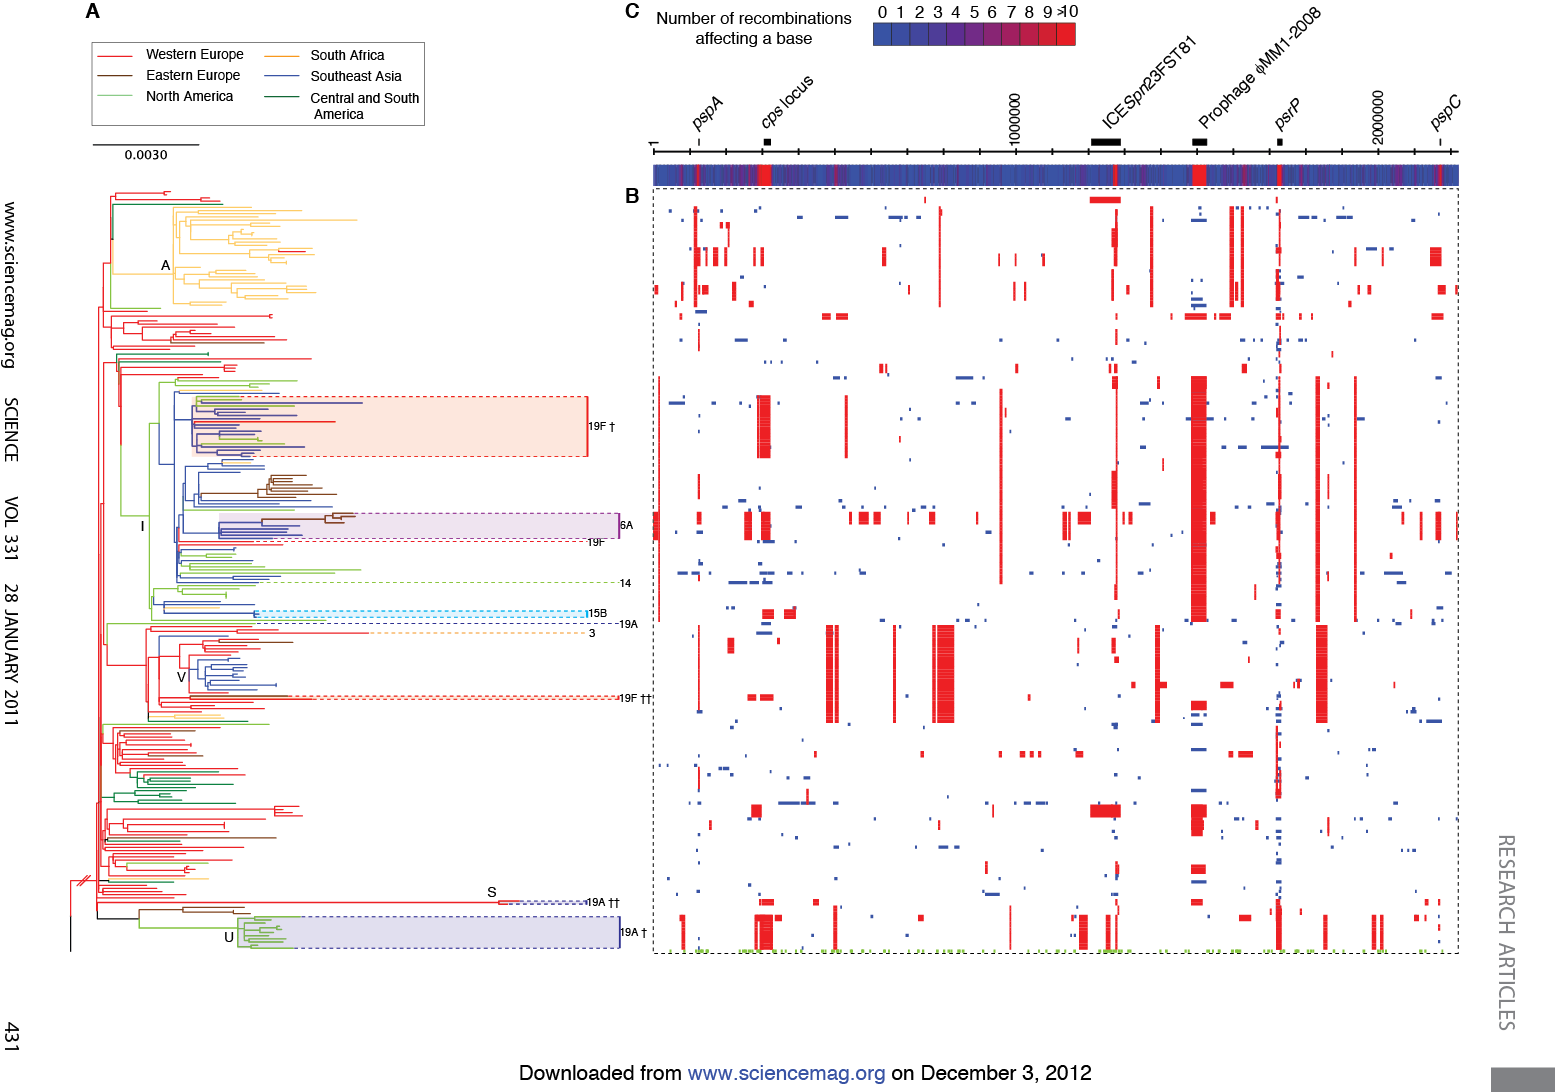 A
Western Europe
Eastern Europe
North America
South Africa
Southeast Asia
Central and South
America
0.0030
C
Number of recombinations
affecting a base
0 1 2 3 4 5 6 7 8 9 >10
pspA
cps locus
ICESpn23FST81
Prophage ϕMM1-2008
psrP
pspC
1
1000000
2000000
B
A
I
V
S
U
19F †
6A
19F
14
15B
19A
3
19F ††
19A ††
19A †
www.sciencemag.org SCIENCE VOL 331 28 JANUARY 2011 431
RESEARCH ARTICLES
Downloaded from www.sciencemag.org on December 3, 2012